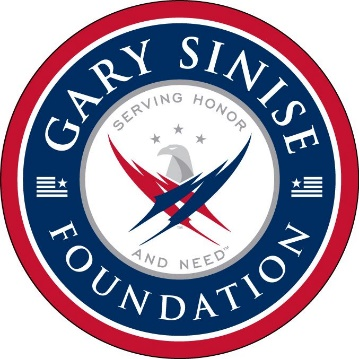 GARY SINISE
SERVING HONOR
AND NEED™
FOUNDATION